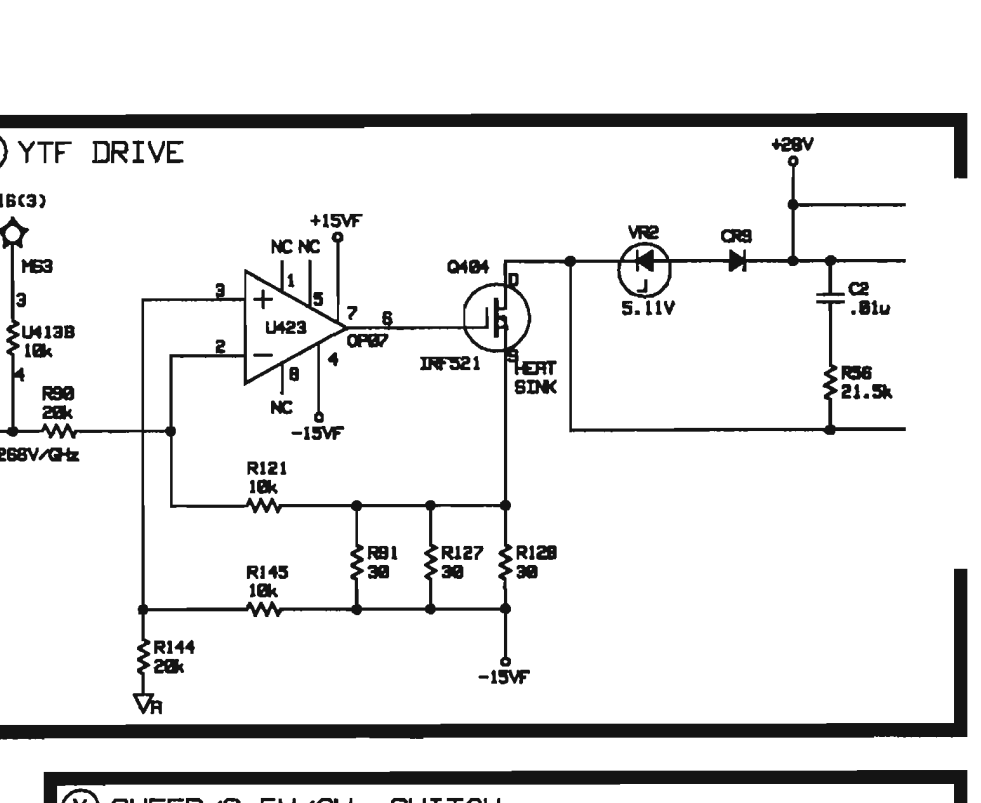 YTF DRIVE
+28V
16(3)
+15VF
NC NC
VR2
CR9
M63
Q404
D
3
1
5
3
+
7
6
U413B
10k
U423
OP07
5.11V
C2
.01u
2
-
4
IRF521
S
HEAT
SINK
4
8
R90
20k
NC
-15VF
R56
21.5k
268V/GHz
R121
10k
R91
30
R127
30
R128
30
R145
10k
R144
20k
-15VF
A